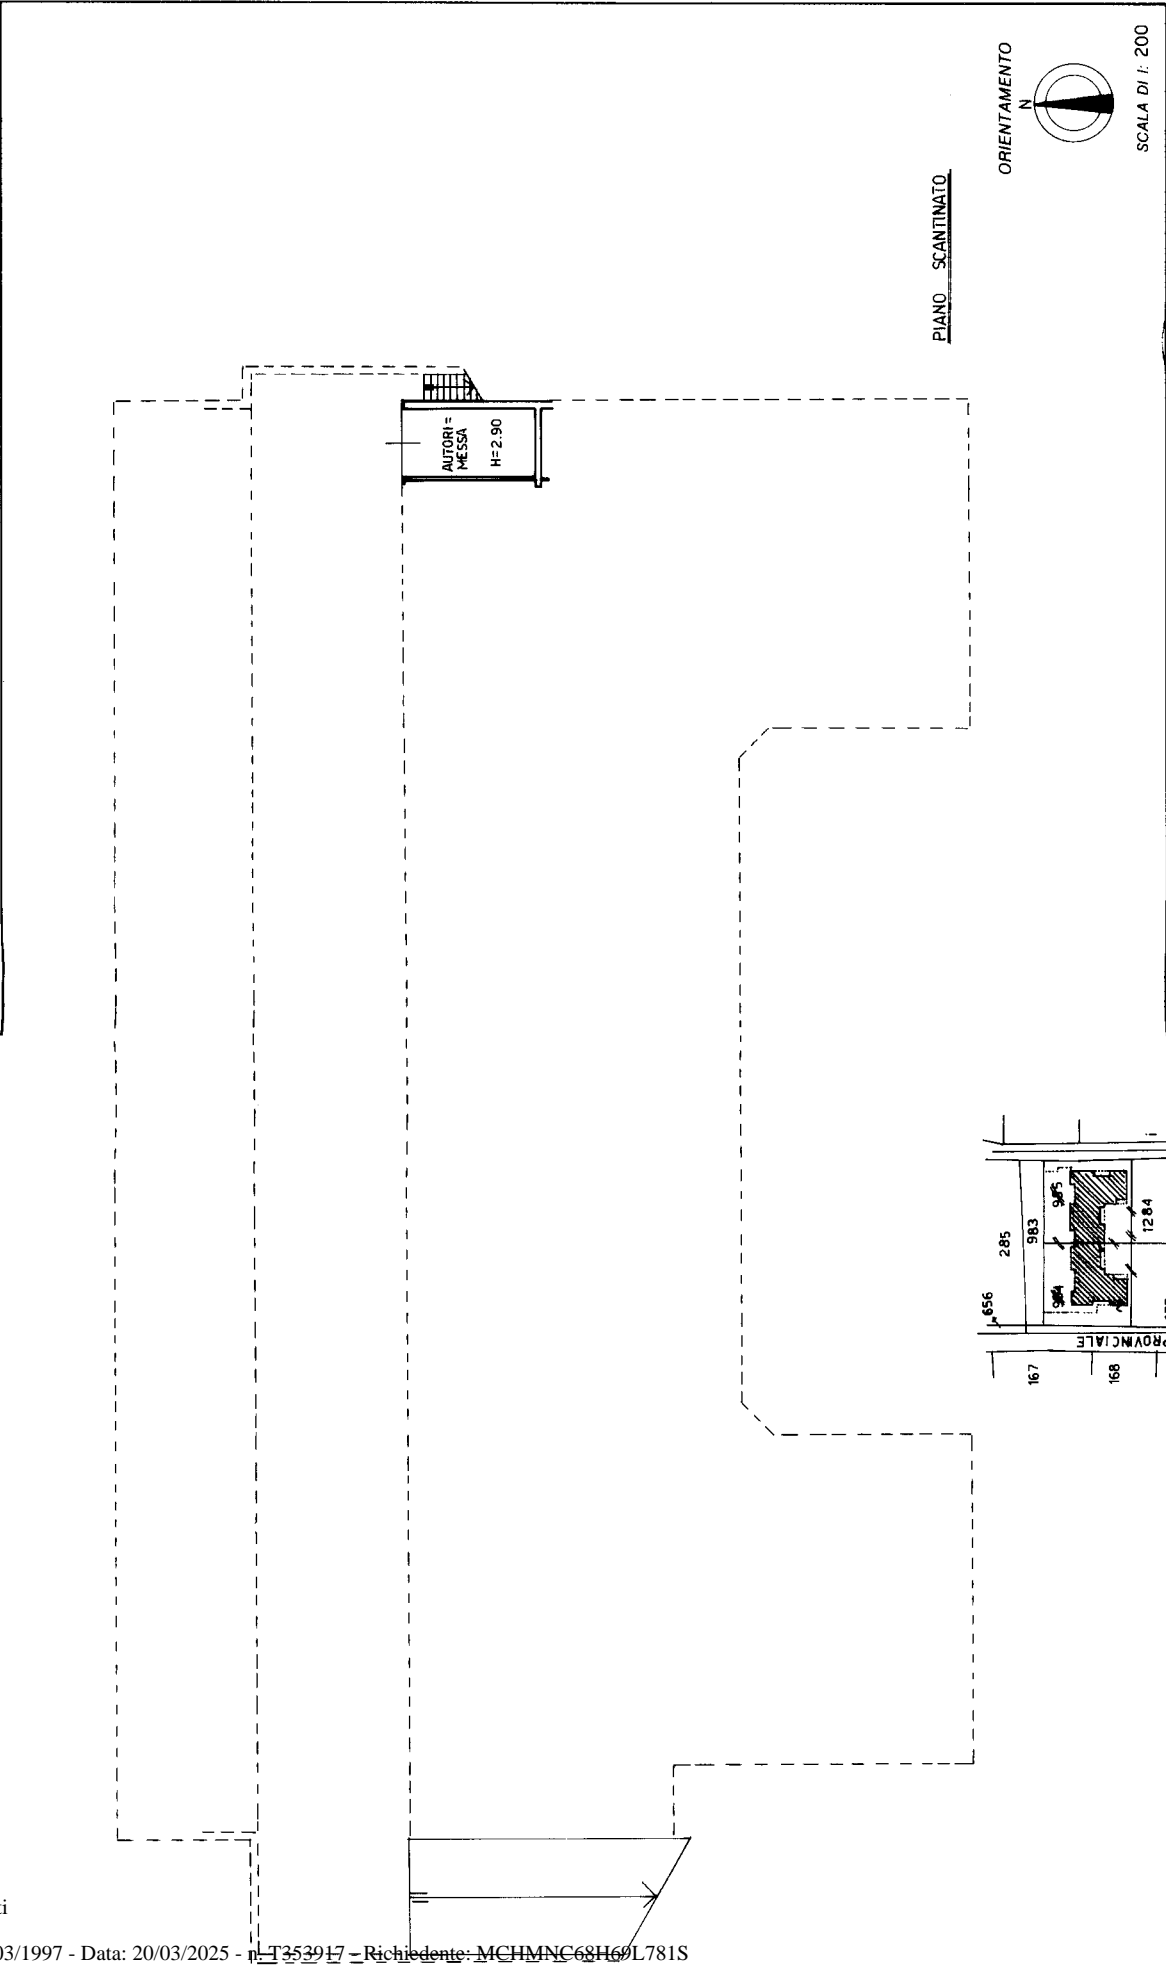 ORIENTAMENTO
N
SCALA DI 1: 200
PIANO SCANTINATO
AUTORI=
MESSA
H=2.90
656
285
983
984
985
1284
167
168
PROVINCIALE
ti
03/1997 - Data: 20/03/2025 - n. T353917 - Richiedente: MCHMNC68H69L781S